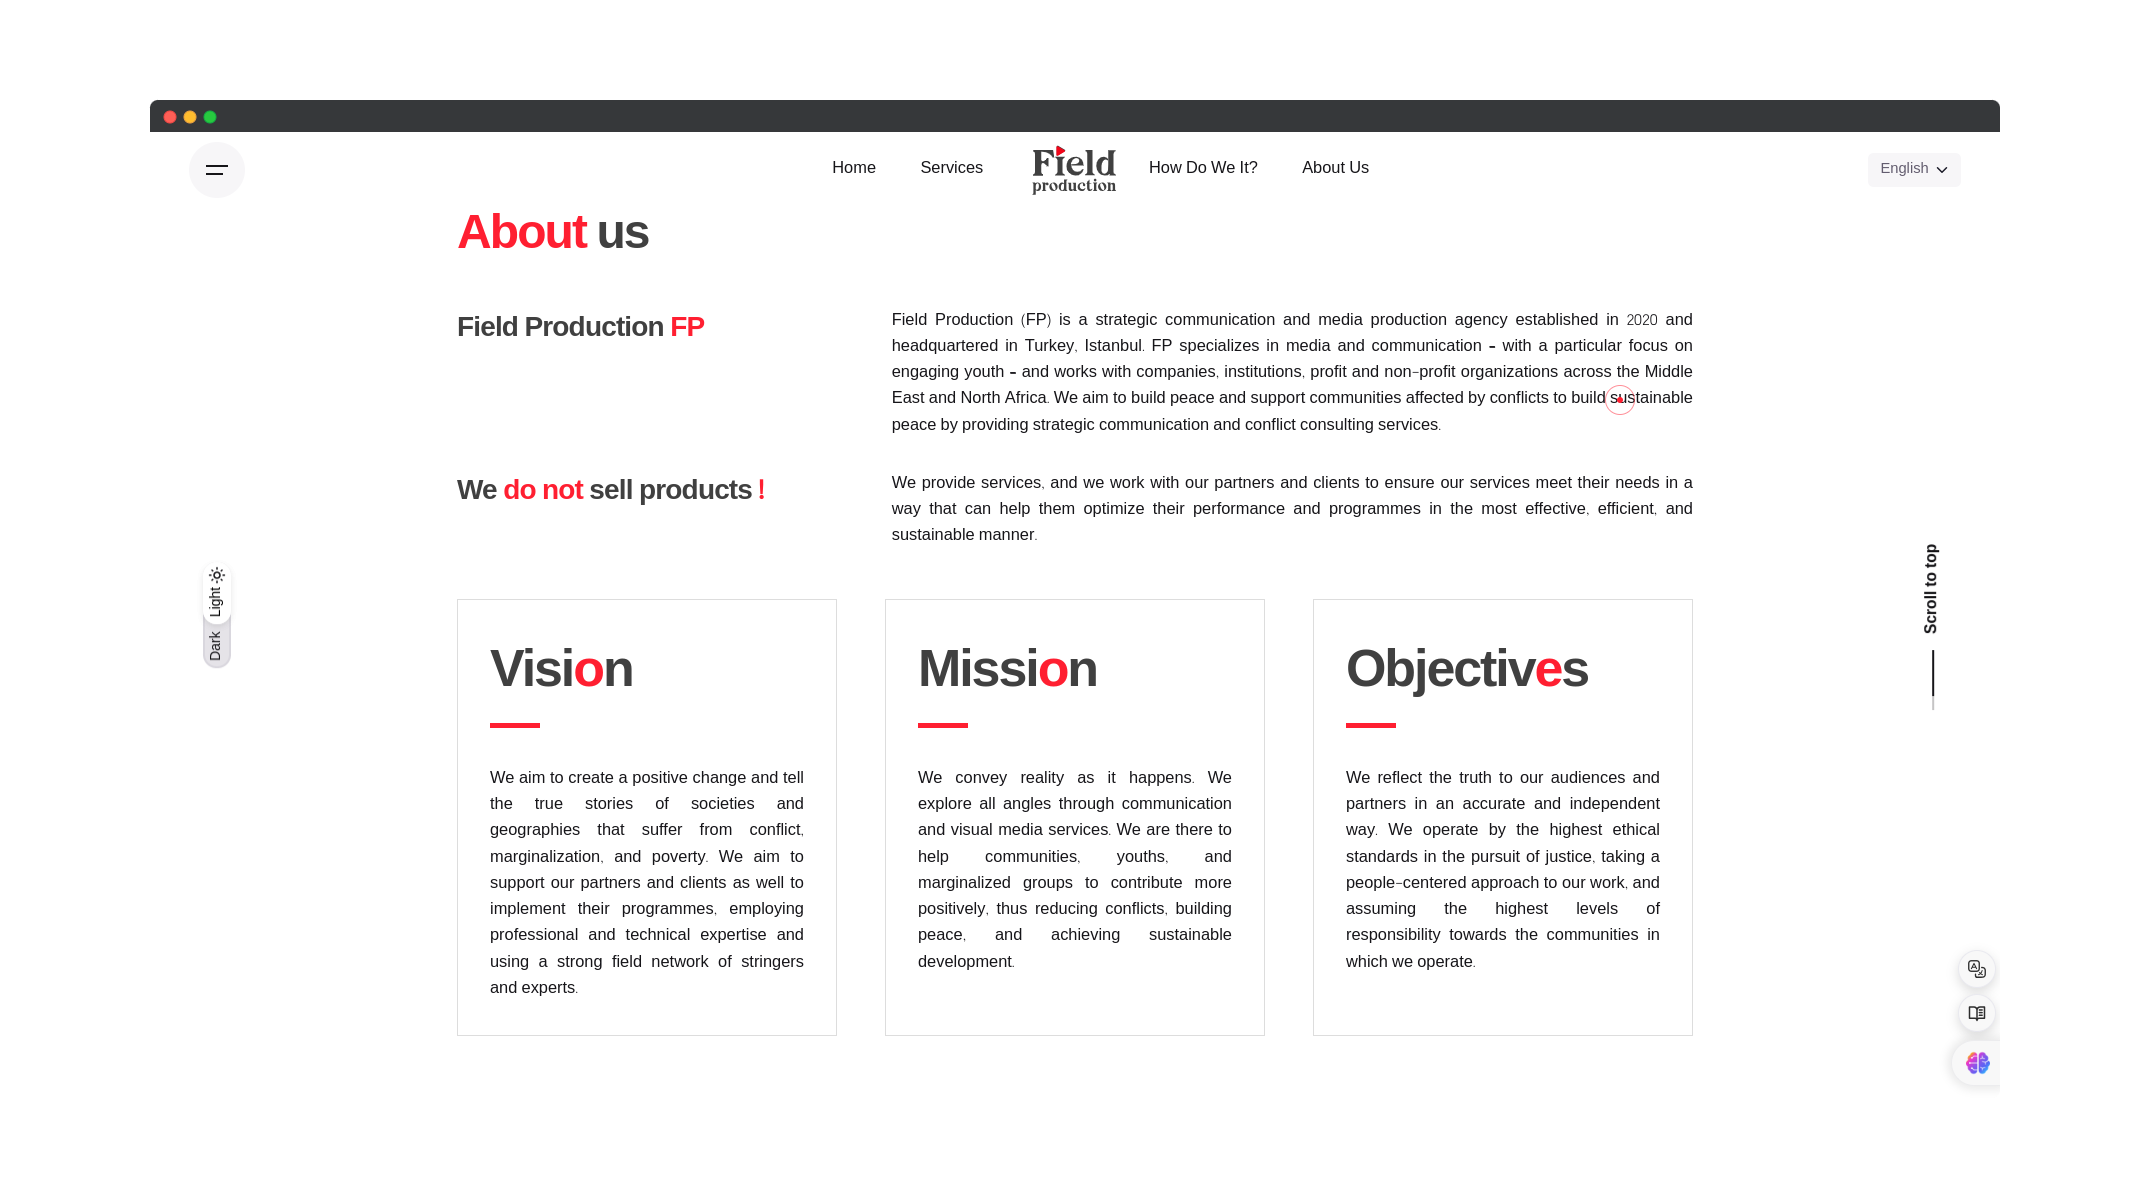 Home
Services
Field
production
How Do We It?
About Us
English
About us
Field Production FP
Field Production (FP) is a strategic communication and media production agency established in 2020 and
headquartered in Turkey, Istanbul. FP specializes in media and communication - with a particular focus on
engaging youth - and works with companies, institutions, profit and non-profit organizations across the Middle
East and North Africa. We aim to build peace and support communities affected by conflicts to build sustainable
peace by providing strategic communication and conflict consulting services.
We do not sell products !
We provide services, and we work with our partners and clients to ensure our services meet their needs in a
way that can help them optimize their performance and programmes in the most effective, efficient, and
sustainable manner.
Light
Dark
Scroll to top
Vision
We aim to create a positive change and tell
the true stories of societies and
geographies that suffer from conflict,
marginalization, and poverty. We aim to
support our partners and clients as well to
implement their programmes, employing
professional and technical expertise and
using a strong field network of stringers
and experts.
Mission
We convey reality as it happens. We
explore all angles through communication
and visual media services. We are there to
help communities, youths, and
marginalized groups to contribute more
positively, thus reducing conflicts, building
peace, and achieving sustainable
development.
Objectives
We reflect the truth to our audiences and
partners in an accurate and independent
way. We operate by the highest ethical
standards in the pursuit of justice, taking a
people-centered approach to our work, and
assuming the highest levels of
responsibility towards the communities in
which we operate.